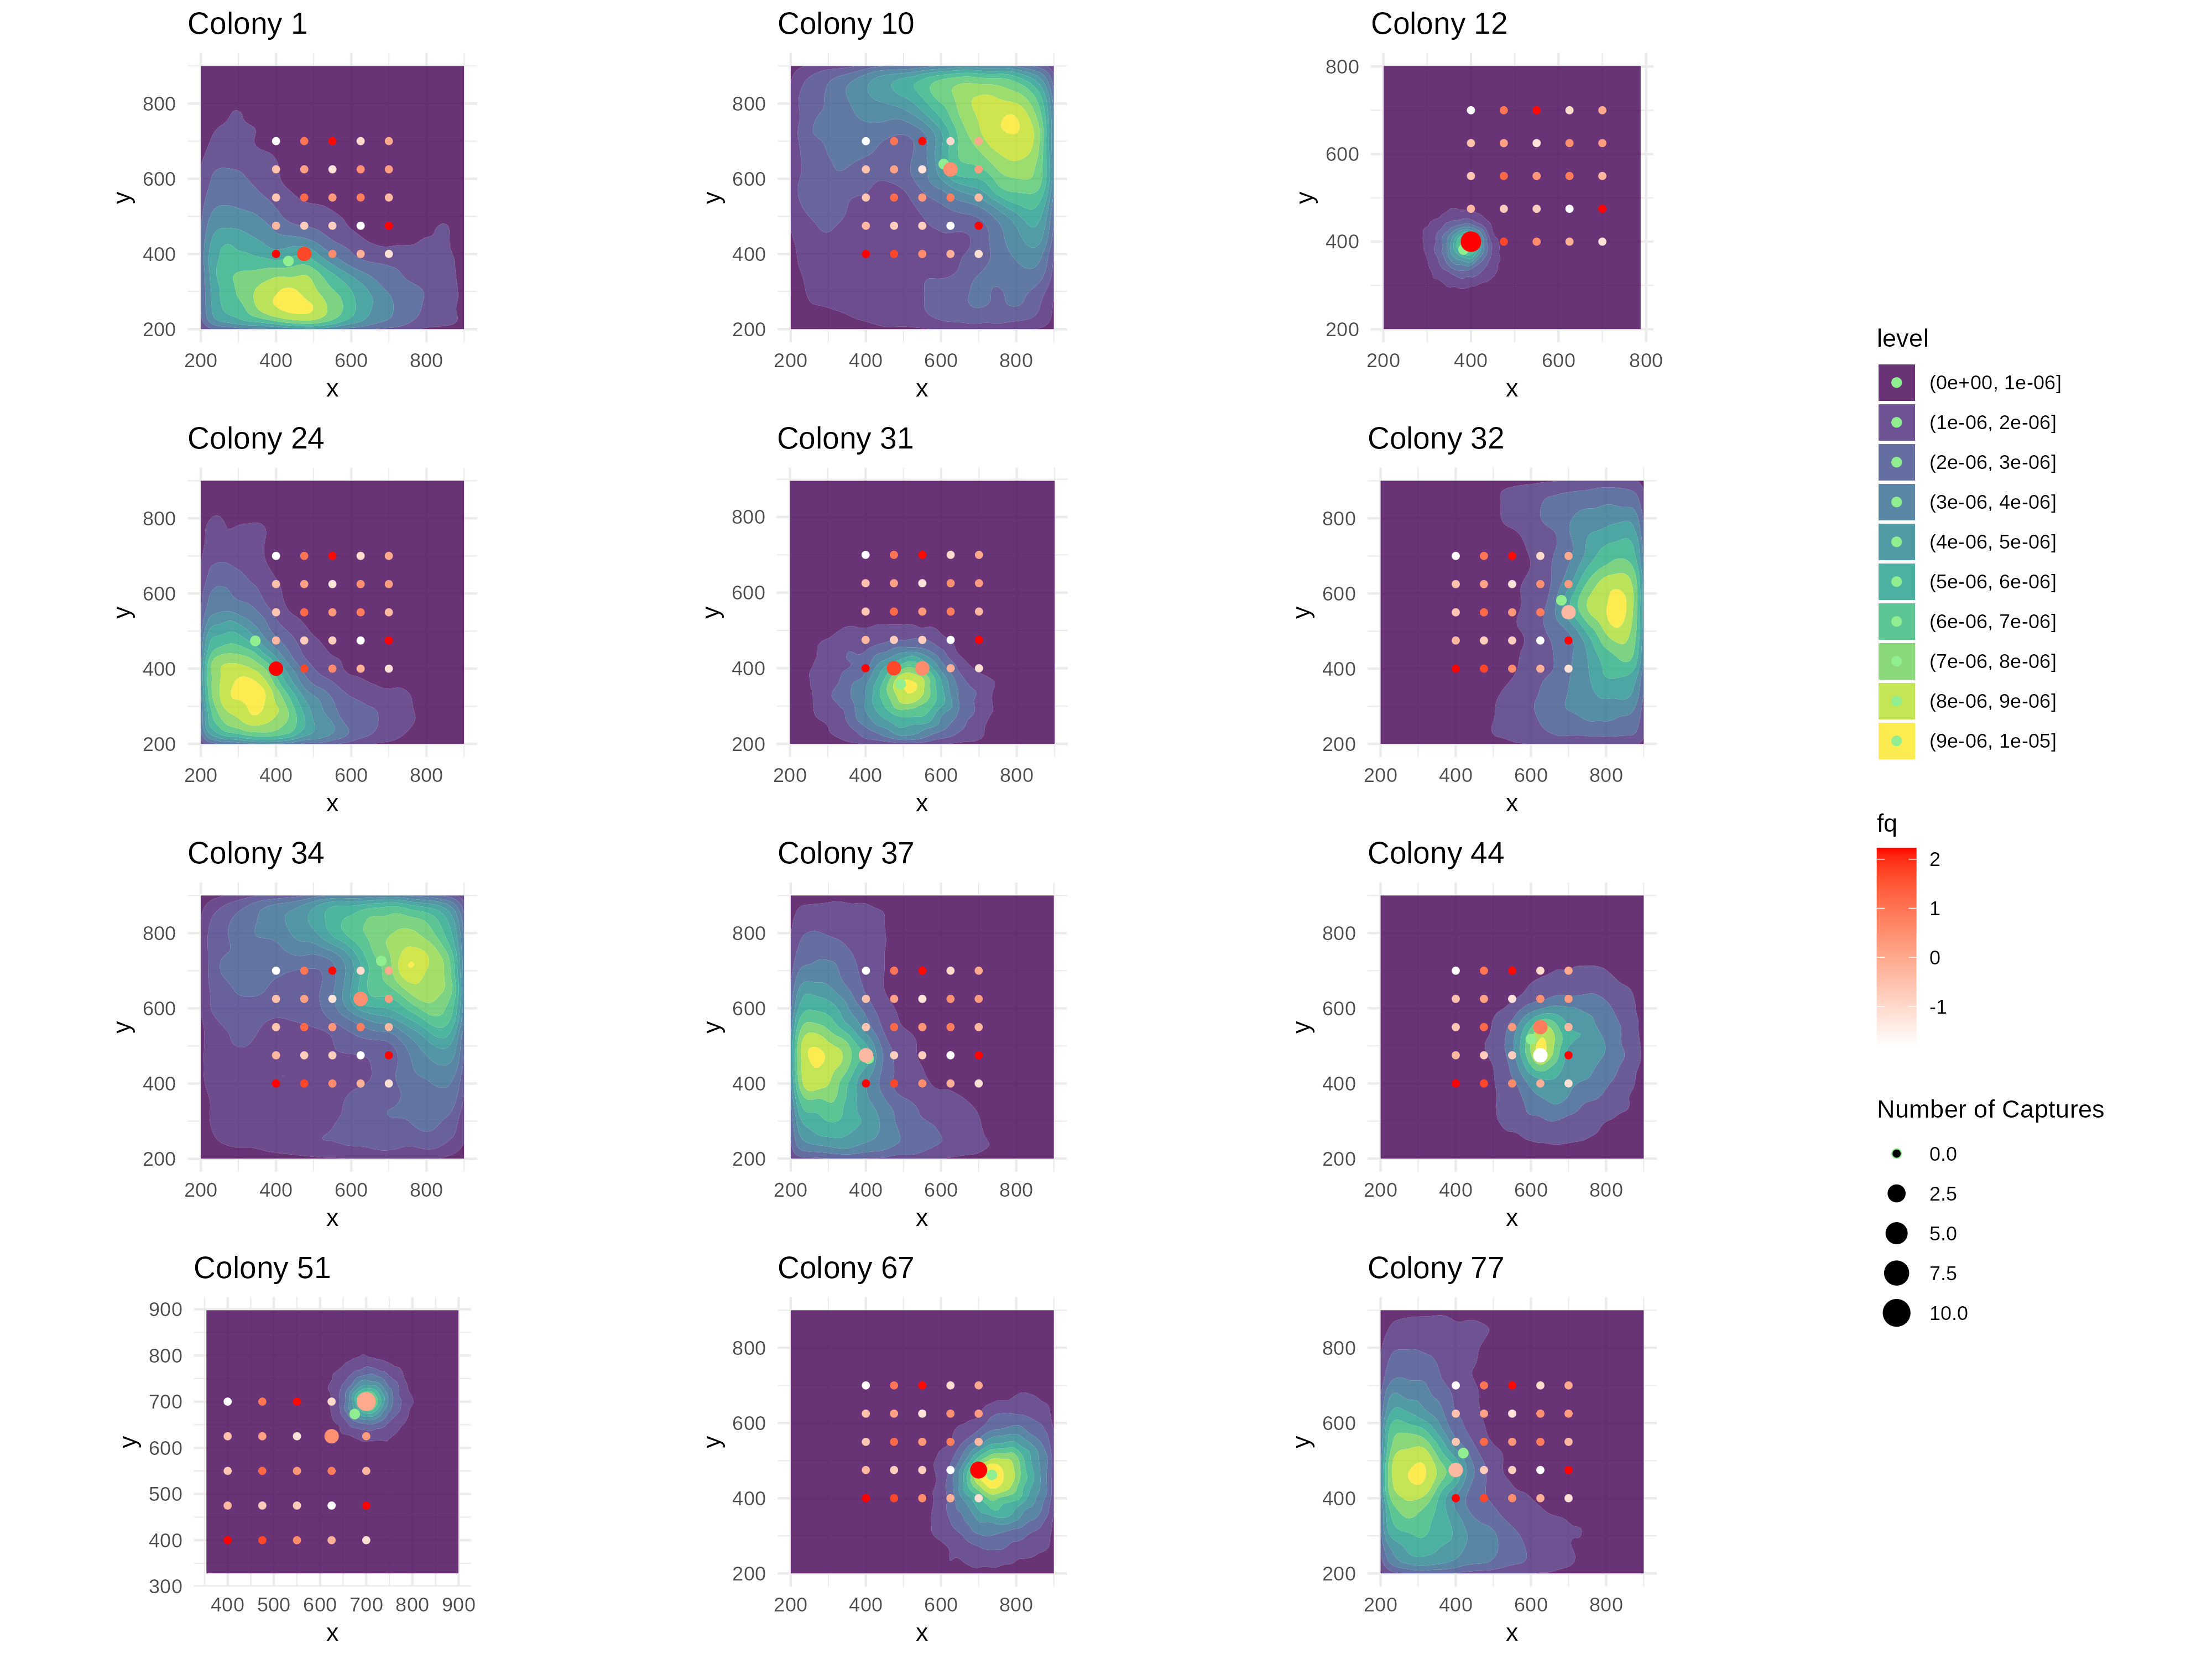 Colony 1
Colony 10
Colony 12
y
800
600
400
200
200 400 600 800
x
y
800
600
400
200
200 400 600 800
x
y
800
600
400
200
200 400 600 800
x
Colony 24
Colony 31
Colony 32
y
800
600
400
200
200 400 600 800
x
y
800
600
400
200
200 400 600 800
x
y
800
600
400
200
200 400 600 800
x
Colony 34
Colony 37
Colony 44
y
800
600
400
200
200 400 600 800
x
y
800
600
400
200
200 400 600 800
x
y
800
600
400
200
200 400 600 800
x
Colony 51
Colony 67
Colony 77
y
900
800
700
600
500
400
300
400 500 600 700 800 900
x
y
800
600
400
200
200 400 600 800
x
y
800
600
400
200
200 400 600 800
x
level
(0e+00, 1e-06]
(1e-06, 2e-06]
(2e-06, 3e-06]
(3e-06, 4e-06]
(4e-06, 5e-06]
(5e-06, 6e-06]
(6e-06, 7e-06]
(7e-06, 8e-06]
(8e-06, 9e-06]
(9e-06, 1e-05]
fq
2
1
0
-1
Number of Captures
0.0
2.5
5.0
7.5
10.0